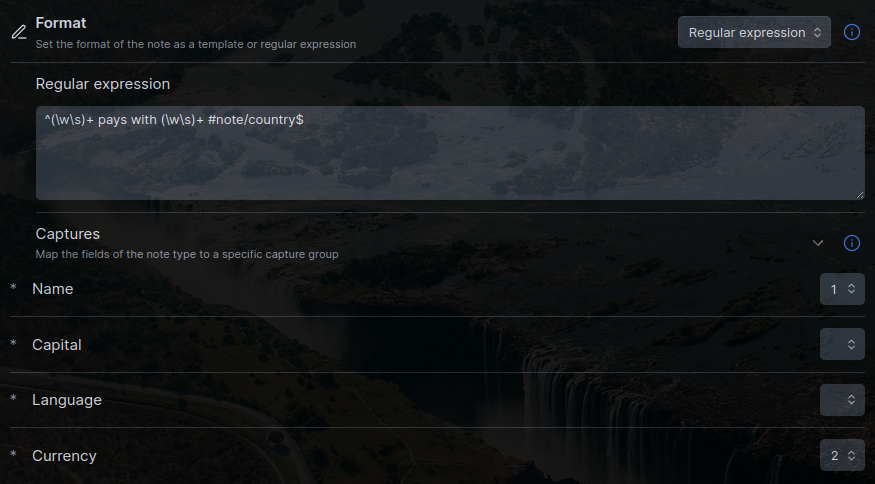 Format
Set the format of the note as a template or regular expression
Regular expression
Regular expression
^(\w\s)+ pays with (\w\s)+ #note/country$
Captures
Map the fields of the note type to a specific capture group
* Name
1
* Capital
* Language
* Currency
2